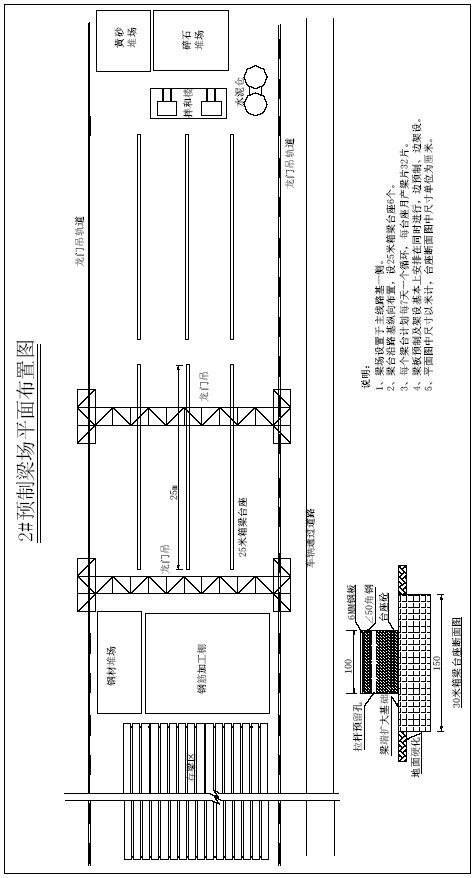 2#预制梁场平面布置图
黄砂
堆场
碎石
堆场
拌和楼
水泥仓
龙门吊轨道
龙门吊轨道
龙门吊
25m
龙门吊
25米箱梁台座
车辆通过道路
钢材堆场
钢筋加工棚
存梁区
说明:
1、梁场设置于主线路基一侧。
2、梁台沿路基纵向布置，设25米箱梁台座6个。
3、每个梁台计划每7天一个循环，每台座月产梁片32片。
4、梁板预制及架设基本上安排在同时进行，边预制、边架设。
5、平面图中尺寸以米计，台座断面图中尺寸单位为厘米。
6MM钢板
∠50角钢
台座砼
100
拉杆预留孔
梁端扩大基础
地面硬化
150
30米箱梁台座断面图